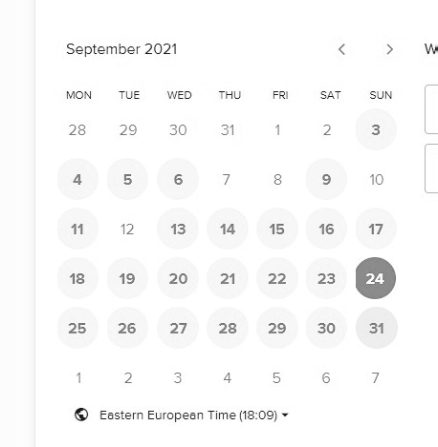 September 2021
MON TUE WED THU FRI SAT SUN
28 29 30 31 1 2 3
4 5 6 7 8 9 10
11 12 13 14 15 16 17
18 19 20 21 22 23 24
25 26 27 28 29 30 31
1 2 3 4 5 6 7
Eastern European Time (18:09)